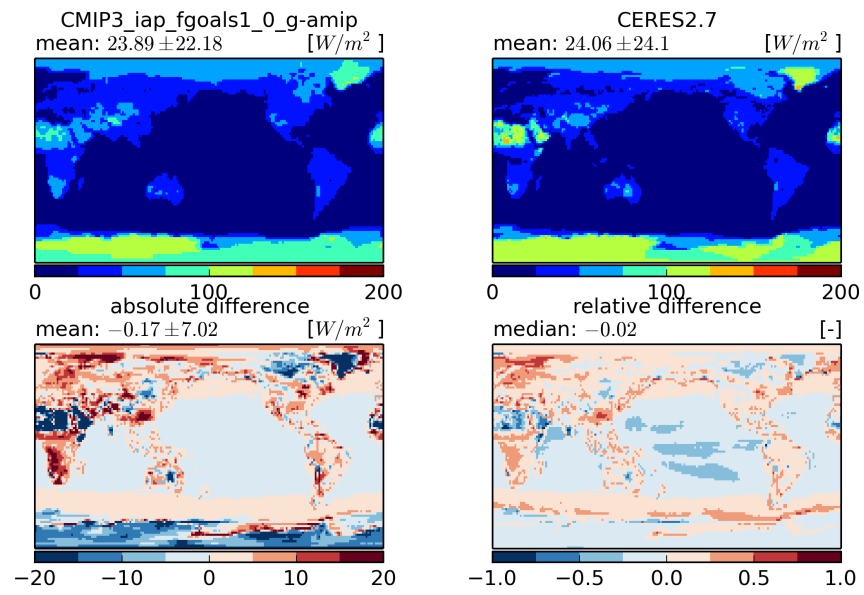 CMIP3_iap_fgoals1_0_g-amip
mean: 23.89±22.18 [W/m² ]
CERES2.7
mean: 24.06±24.1 [W/m² ]
0 100 200
0 100 200
absolute difference
mean: −0.17±7.02 [W/m² ]
relative difference
median: −0.02 [-]
−20 −10 0 10 20
−1.0 −0.5 0.0 0.5 1.0